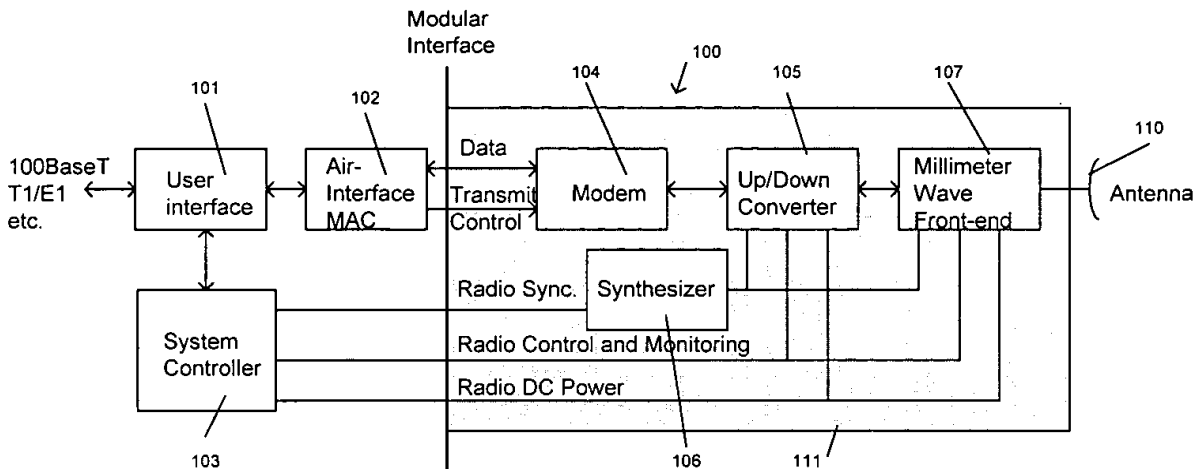 Modular
Interface
100
104
105
107
101
102
110
100BaseT
T1/E1
etc.
User
interface
Air-
Interface
MAC
Data
Transmit
Control
Modem
Up/Down
Converter
Millimeter
Wave
Front-end
Antenna
System
Controller
Radio Sync.
Synthesizer
Radio Control and Monitoring
Radio DC Power
103
106
111